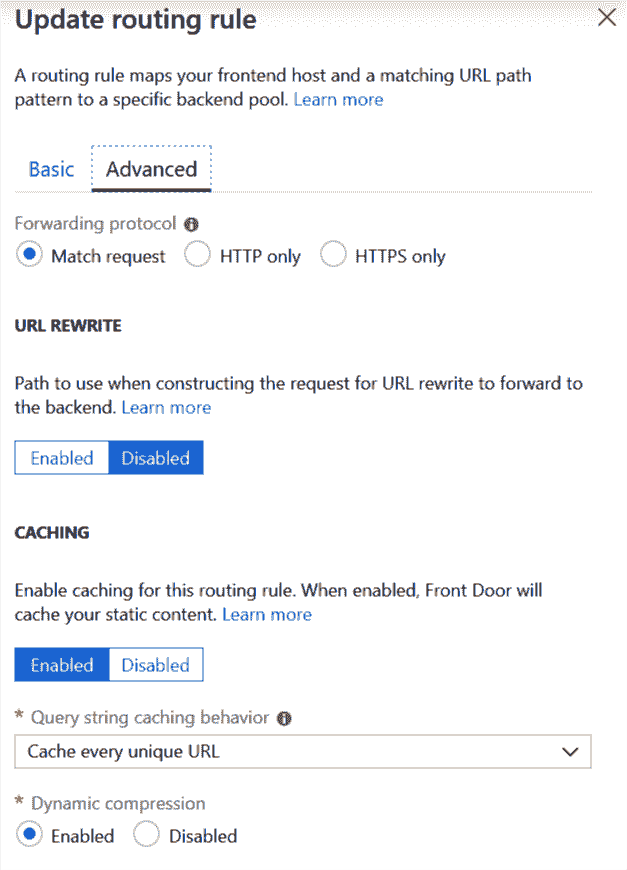 Update routing rule
A routing rule maps your frontend host and a matching URL path
pattern to a specific backend pool. Learn more
Basic Advanced
Forwarding protocol
Match request HTTP only HTTPS only
URL REWRITE
Path to use when constructing the request for URL rewrite to forward to
the backend. Learn more
Enabled Disabled
CACHING
Enable caching for this routing rule. When enabled, Front Door will
cache your static content. Learn more
Enabled Disabled
* Query string caching behavior
Cache every unique URL
* Dynamic compression
Enabled Disabled